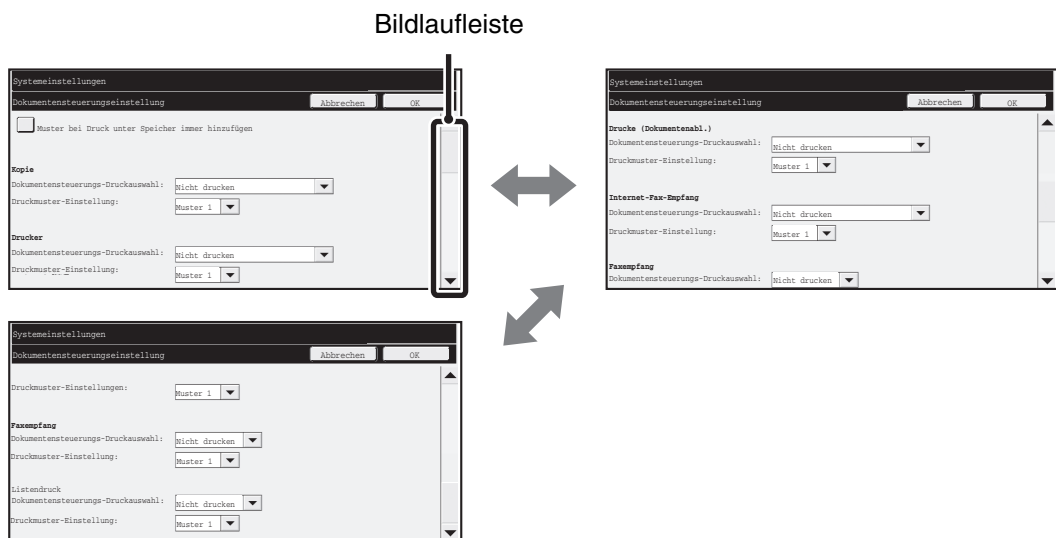 Bildlaufleiste
Systemeinstellungen
Dokumentensteuerungseinstellung Abbrechen OK
Muster bei Druck unter Speicher immer hinzufügen
Kopie
Dokumentensteuerungs-Druckauswahl: Nicht drucken
Druckmuster-Einstellung: Muster 1
Drucker
Dokumentensteuerungs-Druckauswahl: Nicht drucken
Druckmuster-Einstellung: Muster 1
Systemeinstellungen
Dokumentensteuerungseinstellung Abbrechen OK
Drucke (Dokumentenabl.)
Dokumentensteuerungs-Druckauswahl: Nicht drucken
Druckmuster-Einstellung: Muster 1
Internet-Fax-Empfang
Dokumentensteuerungs-Druckauswahl: Nicht drucken
Druckmuster-Einstellung: Muster 1
Faxempfang
Dokumentensteuerungs-Druckauswahl: Nicht drucken
Systemeinstellungen
Dokumentensteuerungseinstellung Abbrechen OK
Druckmuster-Einstellungen: Muster 1
Faxempfang
Dokumentensteuerungs-Druckauswahl: Nicht drucken
Druckmuster-Einstellung: Muster 1
Listendruck
Dokumentensteuerungs-Druckauswahl: Nicht drucken
Druckmuster-Einstellung: Muster 1